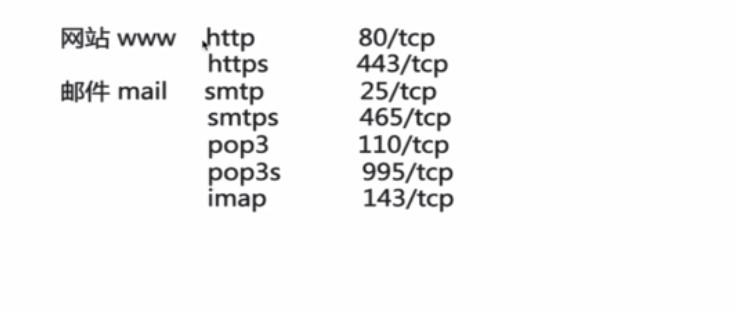 网站 www http 80/tcp
https 443/tcp
邮件 mail smtp 25/tcp
smtps 465/tcp
pop3 110/tcp
pop3s 995/tcp
imap 143/tcp